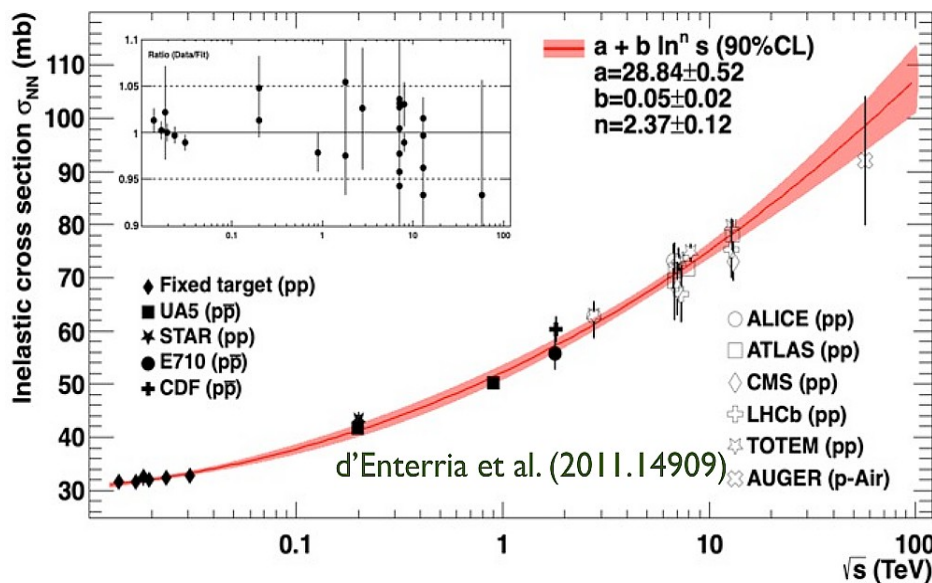 Inelastic cross section σNN (mb)
110
100
90
80
70
60
50
40
30
1.1
1.05
1
0.95
0.9
Ratio (Data/Fit)
0.1
1
10
100
a + b lnⁿ s (90%CL)
a=28.84±0.52
b=0.05±0.02
n=2.37±0.12
Fixed target (pp)
UA5 (pp̅)
STAR (pp)
E710 (pp̅)
CDF (pp̅)
ALICE (pp)
ATLAS (pp)
CMS (pp)
LHCb (pp)
TOTEM (pp)
AUGER (p-Air)
d'Enterria et al. (2011.14909)
0.1
1
10
100
√s (TeV)